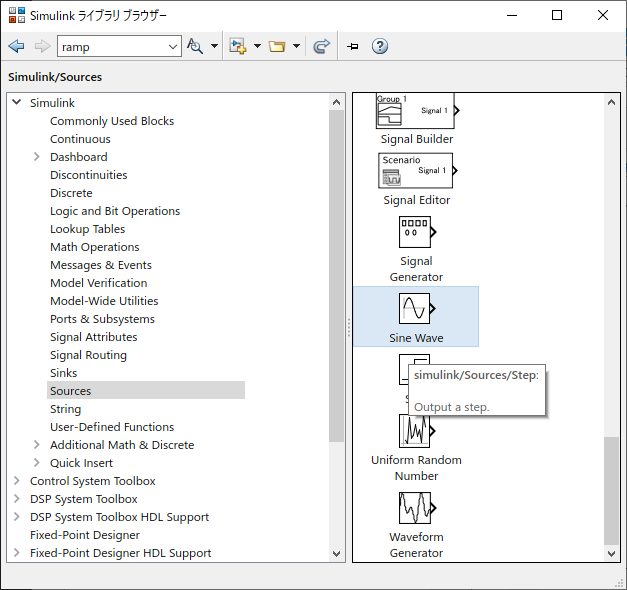 Simulink ライブラリ ブラウザー
ramp
Simulink/Sources
Simulink
Commonly Used Blocks
Continuous
Dashboard
Discontinuities
Discrete
Logic and Bit Operations
Lookup Tables
Math Operations
Messages & Events
Model Verification
Model-Wide Utilities
Ports & Subsystems
Signal Attributes
Signal Routing
Sinks
Sources
String
User-Defined Functions
Additional Math & Discrete
Quick Insert
Control System Toolbox
DSP System Toolbox
DSP System Toolbox HDL Support
Fixed-Point Designer
Fixed-Point Designer HDL Support
Group 1
Signal 1
Signal Builder
Scenario
Signal 1
Signal Editor
Signal
Generator
Sine Wave
simulink/Sources/Step:
Output a step.
Uniform Random
Number
Waveform
Generator